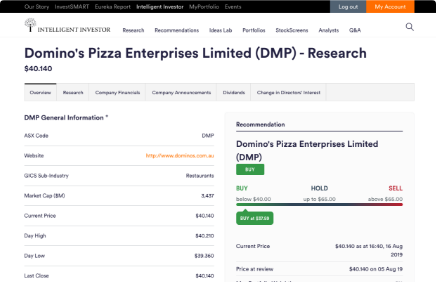 Our Story InvestSMART Eureka Report Intelligent Investor MyPortfolio Events Log out My Account
INTELLIGENT INVESTOR Research Recommendations Ideas Lab Portfolios StockScreens Analysts Q&A
Domino's Pizza Enterprises Limited (DMP) - Research
$40.140
Overview Research Company Financials Company Announcements Dividends Change in Directors' Interest
DMP General Information *
ASX Code DMP
Website http://www.dominos.com.au
GICS Sub-Industry Restaurants
Market Cap ($M) 3,437
Current Price $40.140
Day High $40.210
Day Low $39.360
Last Close $40.140
Recommendation
Domino's Pizza Enterprises Limited
(DMP)
BUY
BUY HOLD SELL
below $40.00 up to $65.00 above $65.00
BUY at
Current Price $40.140 as at 16:40, 16 Aug
2019
Price at review $40.140 on 05 Aug 19